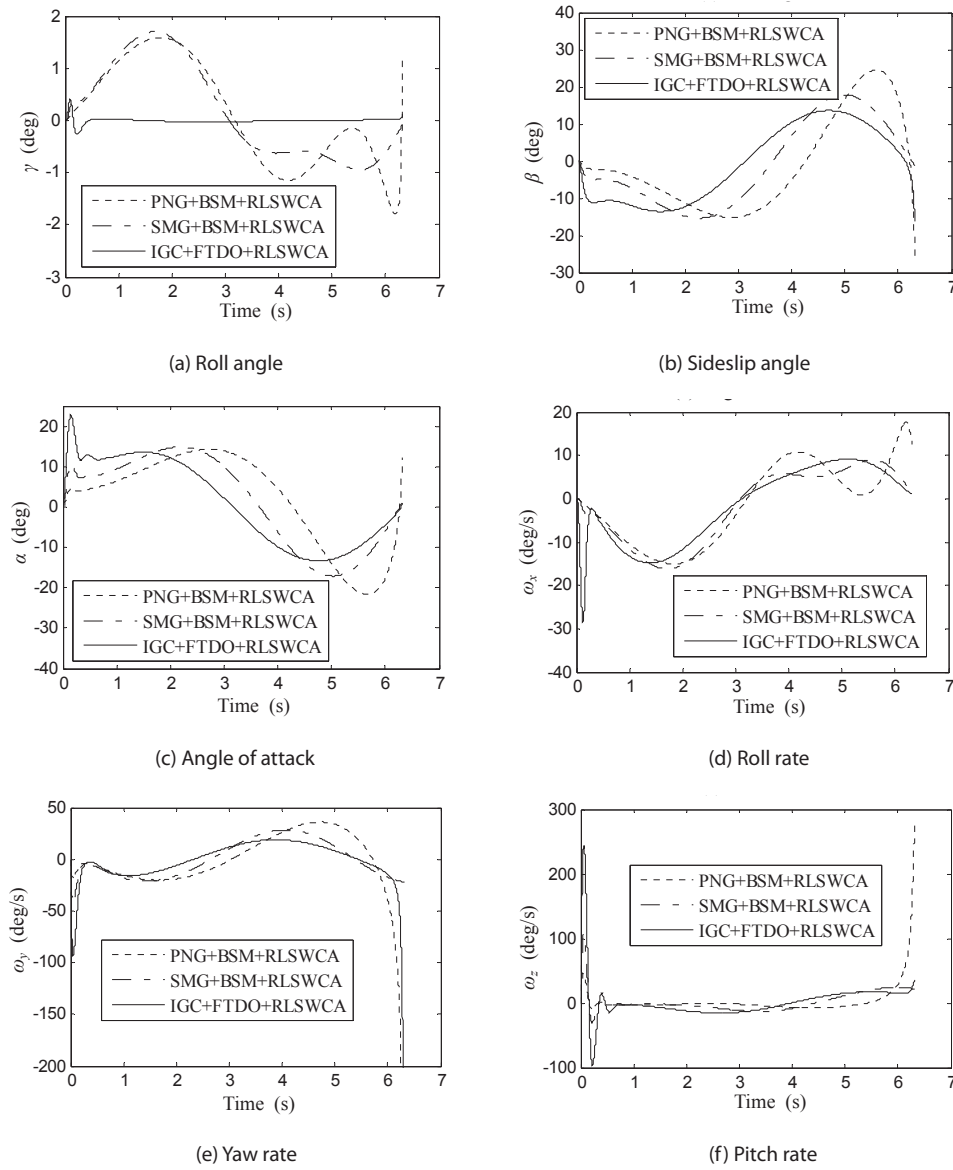 2
1
0
-1
-2
-3
γ (deg)
PNG+BSM+RLSWCA
SMG+BSM+RLSWCA
IGC+FTDO+RLSWCA
0 1 2 3 4 5 6 7
Time (s)
(a) Roll angle
40
30
20
10
0
-10
-20
-30
β (deg)
PNG+BSM+RLSWCA
SMG+BSM+RLSWCA
IGC+FTDO+RLSWCA
0 1 2 3 4 5 6 7
Time (s)
(b) Sideslip angle
20
10
0
-10
-20
-30
-40
α (deg)
PNG+BSM+RLSWCA
SMG+BSM+RLSWCA
IGC+FTDO+RLSWCA
0 1 2 3 4 5 6 7
Time (s)
(c) Angle of attack
20
10
0
-10
-20
-30
-40
ωx (deg/s)
PNG+BSM+RLSWCA
SMG+BSM+RLSWCA
IGC+FTDO+RLSWCA
0 1 2 3 4 5 6 7
Time (s)
(d) Roll rate
50
0
-50
-100
-150
-200
ωy (deg/s)
PNG+BSM+RLSWCA
SMG+BSM+RLSWCA
IGC+FTDO+RLSWCA
0 1 2 3 4 5 6 7
Time (s)
(e) Yaw rate
300
200
100
0
-100
ωz (deg/s)
PNG+BSM+RLSWCA
SMG+BSM+RLSWCA
IGC+FTDO+RLSWCA
0 1 2 3 4 5 6 7
Time (s)
(f) Pitch rate